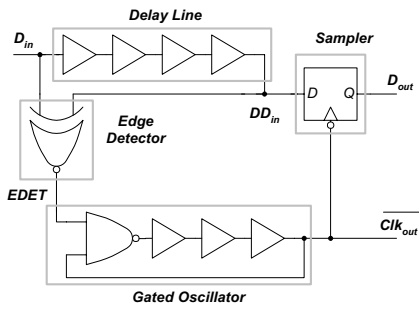 Delay Line
D_in
Sampler
D
Q
D_out
DD_in
Edge
Detector
EDET
Clk_out
Gated Oscillator